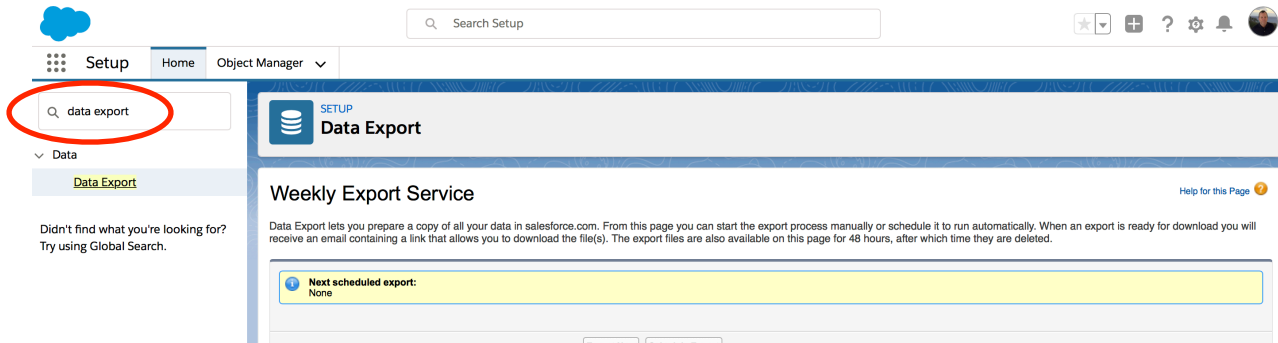 Search Setup
Setup
Home
Object Manager
data export
Data
Data Export
Didn't find what you're looking for?
Try using Global Search.
SETUP
Data Export
Weekly Export Service
Help for this Page
Data Export lets you prepare a copy of all your data in salesforce.com. From this page you can start the export process manually or schedule it to run automatically. When an export is ready for download you will
receive an email containing a link that allows you to download the file(s). The export files are also available on this page for 48 hours, after which time they are deleted.
Next scheduled export:
None